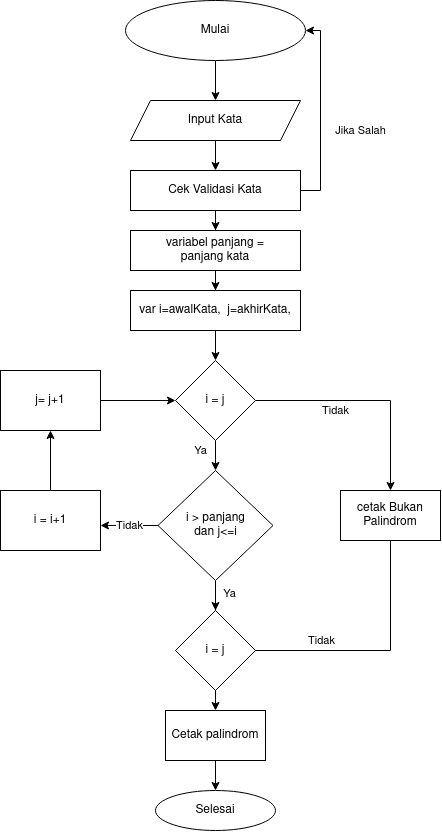 Mulai
Jika Salah
Input Kata
Cek Validasi Kata
variabel panjang =
panjang kata
var i=awalKata, j=akhirKata,
j= j+1
i = j
Tidak
Ya
i = i+1
Tidak
i > panjang
dan j<=i
cetak Bukan
Palindrom
Ya
i = j
Tidak
Cetak palindrom
Selesai